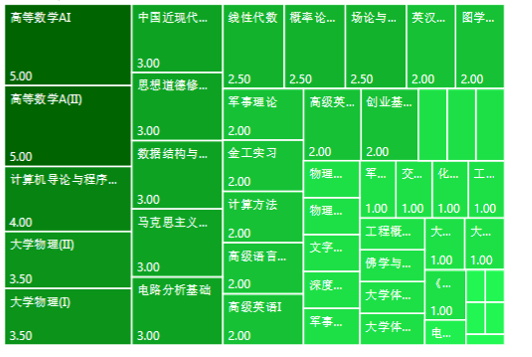 高等数学AI
5.00
高等数学A(II)
5.00
计算机导论与程序...
4.00
大学物理(II)
3.50
大学物理(I)
3.50
中国近现代...
3.00
思想道德修...
3.00
数据结构与...
3.00
马克思主义...
3.00
电路分析基础
3.00
线性代数
2.50
概率论...
2.50
场论与...
2.50
英汉...
2.00
图学...
2.00
军事理论
2.00
金工实习
2.00
计算方法
2.00
高级语言...
2.00
高级英语I
2.00
高级英...
2.00
创业基...
2.00
物理...
物理...
文字...
深度...
军事...
军...
1.00
交...
1.00
化...
1.00
工...
1.00
工程概...
佛学与...
大学体...
大学体...
大...
1.00
大...
1.00
《...
1.00
电...